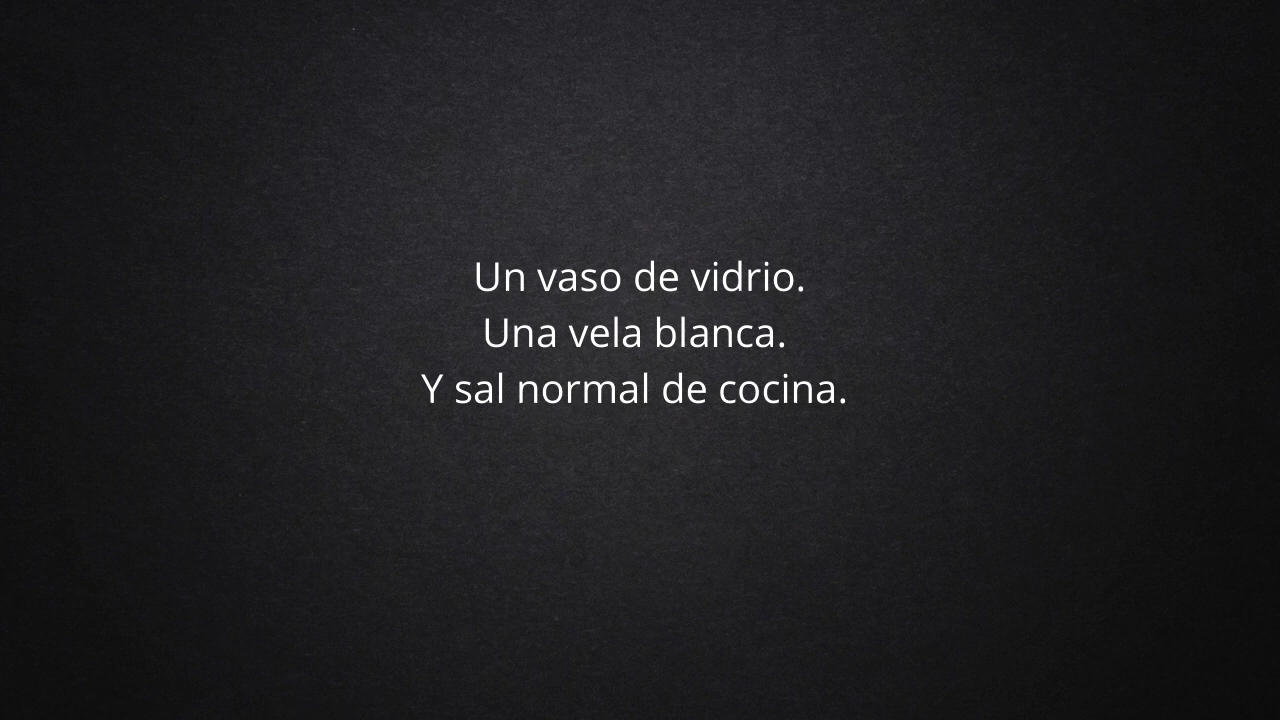 Un vaso de vidrio.
Una vela blanca.
Y sal normal de cocina.